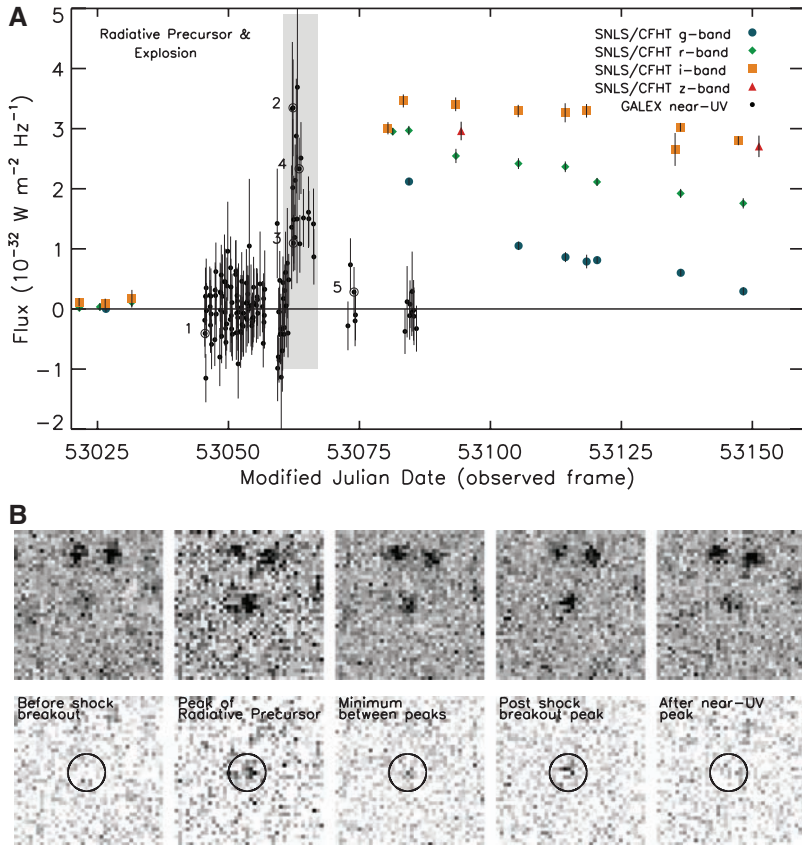 A
Radiative Precursor &
Explosion
SNLS/CFHT g-band
SNLS/CFHT r-band
SNLS/CFHT i-band
SNLS/CFHT z-band
GALEX near-UV
Flux (10⁻³² W m⁻² Hz⁻¹)
5
4
3
2
1
0
-1
-2
2
4
3
1
5
53025
53050
53075
53100
53125
53150
Modified Julian Date (observed frame)
B
Before shock
breakout
Peak of
Radiative Precursor
Minimum
between peaks
Post shock
breakout peak
After near-UV
peak